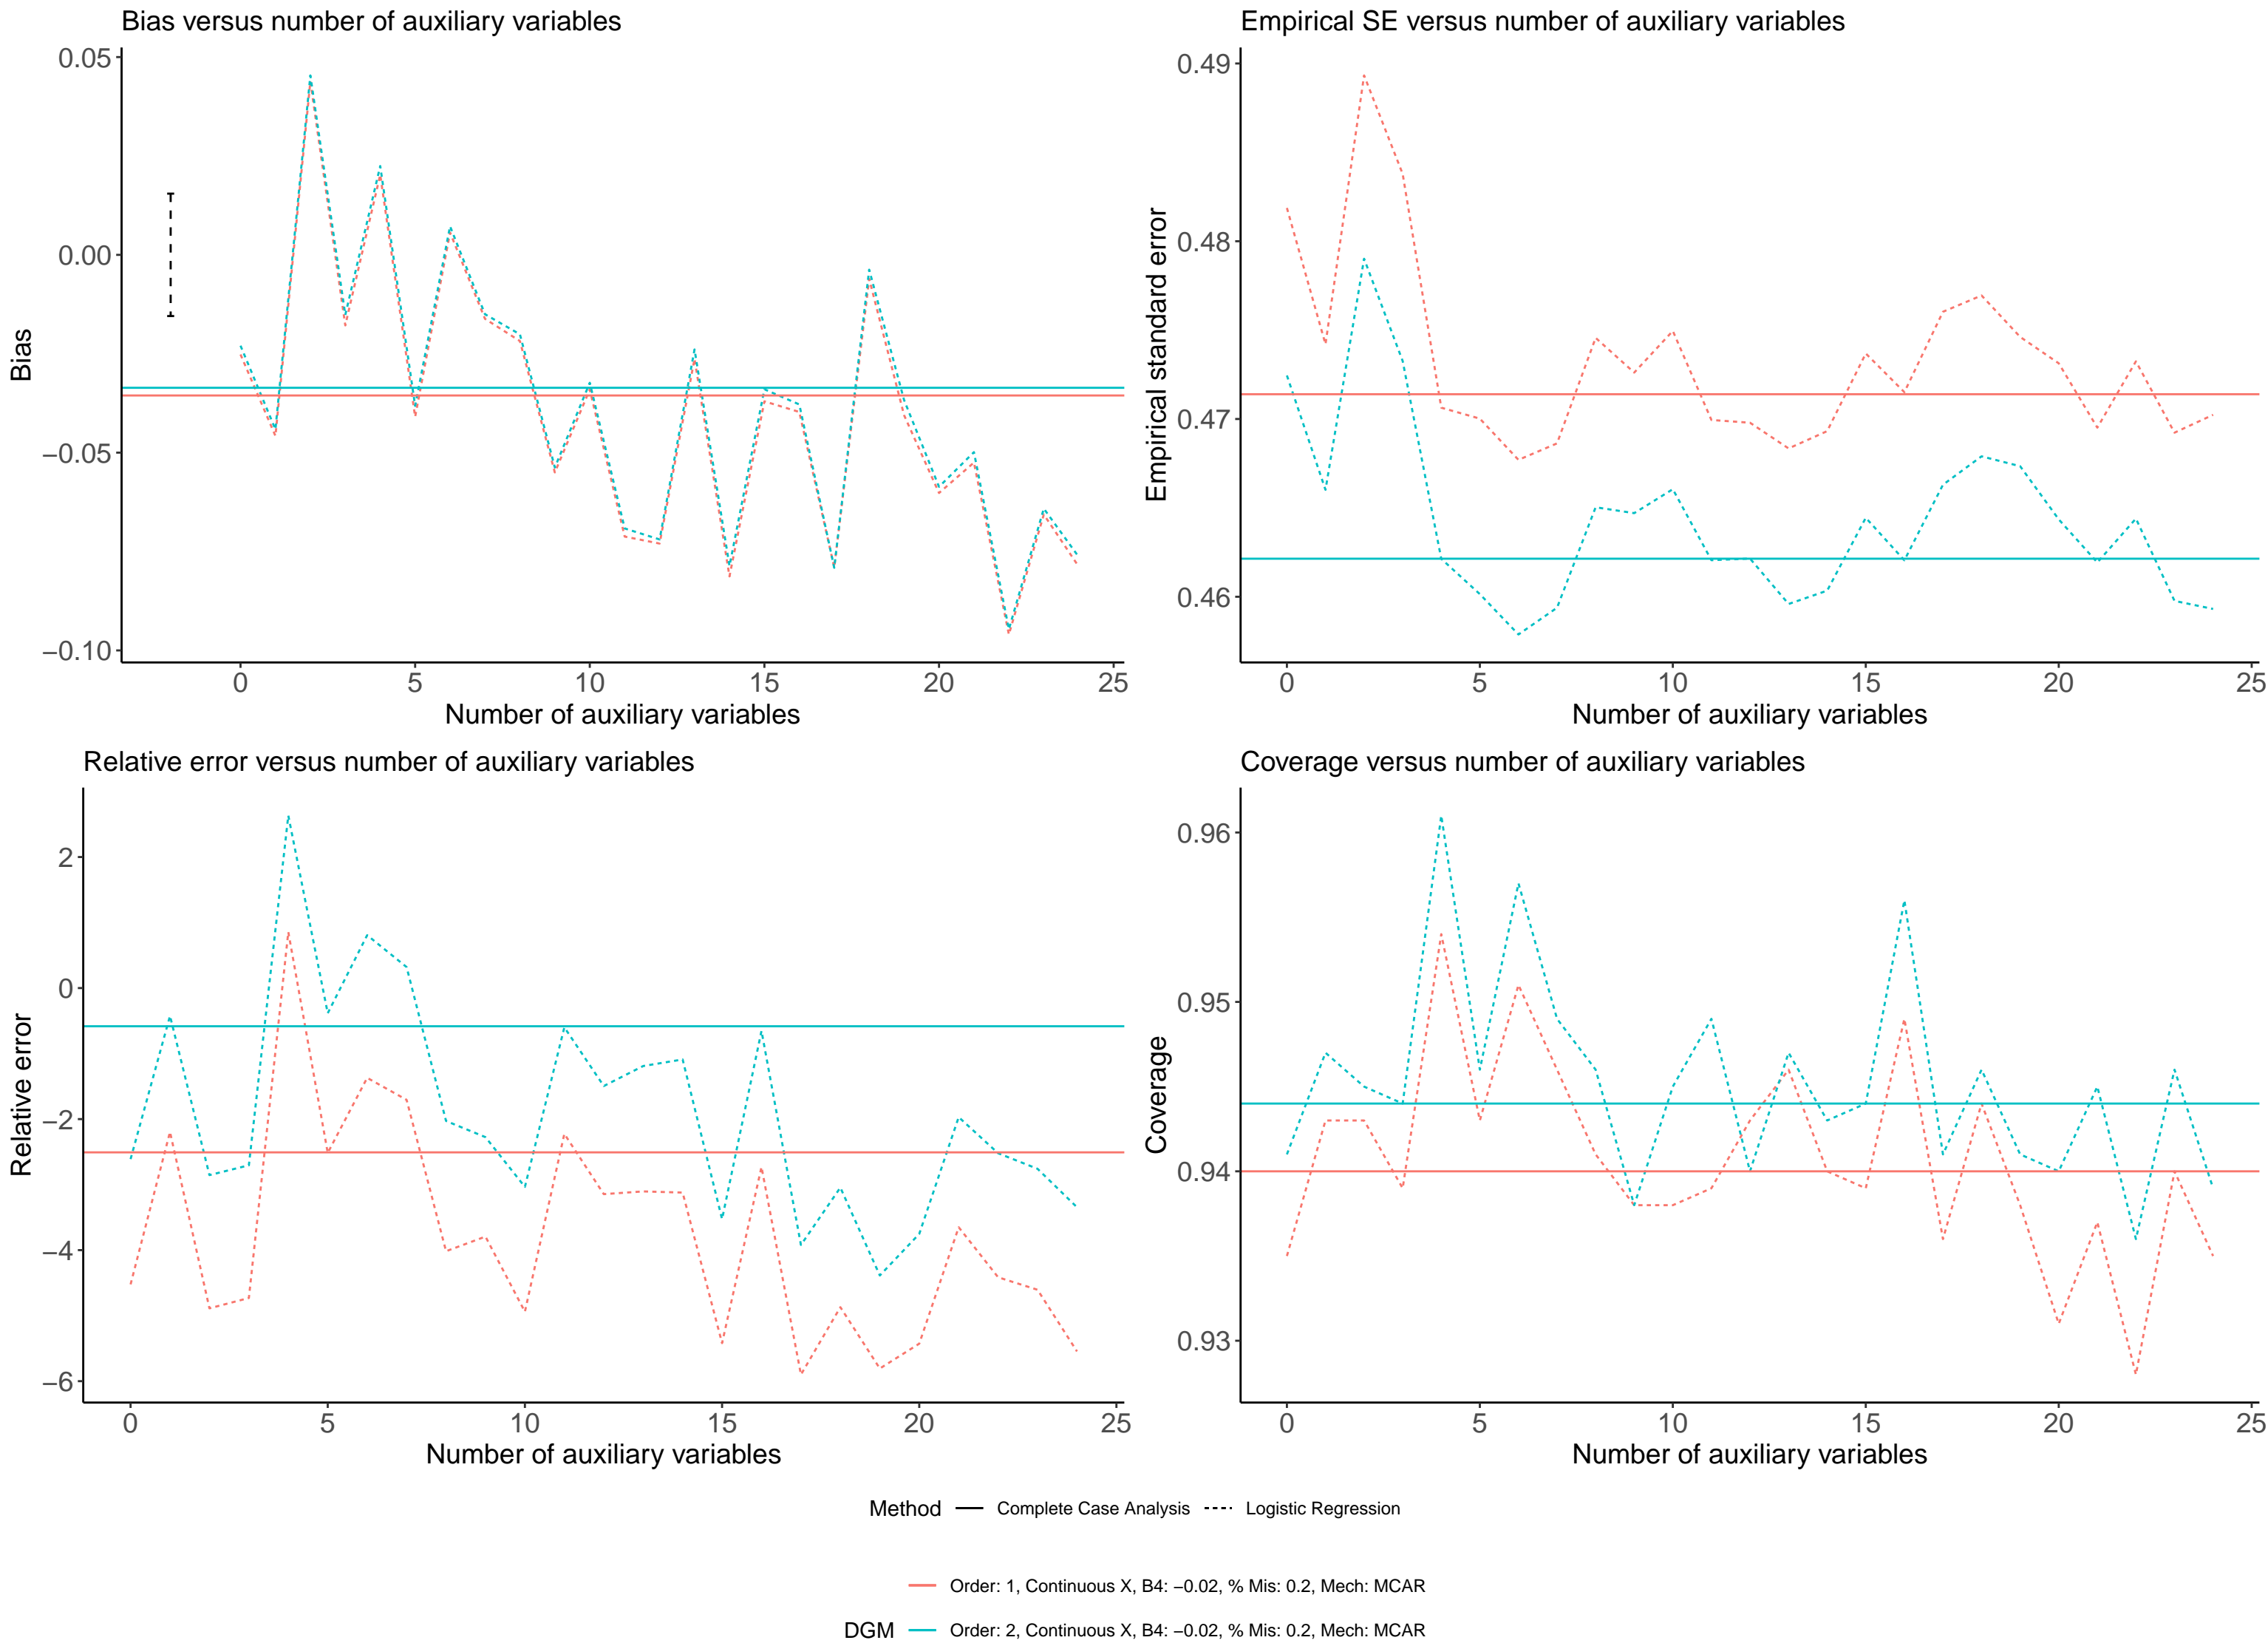 Bias versus number of auxiliary variables
0.05
0.00
−0.05
−0.10
Bias
0 5 10 15 20 25
Number of auxiliary variables
Empirical SE versus number of auxiliary variables
0.49
0.48
0.47
0.46
Empirical standard error
0 5 10 15 20 25
Number of auxiliary variables
Relative error versus number of auxiliary variables
2
0
−2
−4
−6
Relative error
0 5 10 15 20 25
Number of auxiliary variables
Coverage versus number of auxiliary variables
0.96
0.95
0.94
0.93
Coverage
0 5 10 15 20 25
Number of auxiliary variables
Method Complete Case Analysis Logistic Regression
Order: 1, Continuous X, B4: −0.02, % Mis: 0.2, Mech: MCAR
DGM Order: 2, Continuous X, B4: −0.02, % Mis: 0.2, Mech: MCAR